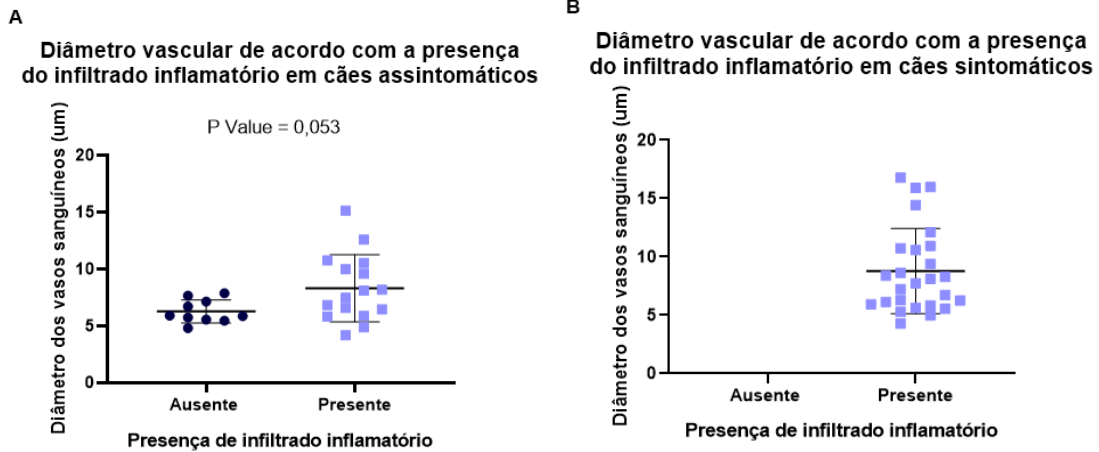 A
Diâmetro vascular de acordo com a presença
do infiltrado inflamatório em cães assintomáticos
P Value = 0,053
Diâmetro dos vasos sanguíneos (um)
20
15
10
5
0
Ausente
Presente
Presença de infiltrado inflamatório
B
Diâmetro vascular de acordo com a presença
do infiltrado inflamatório em cães sintomáticos
Diâmetro dos vasos sanguíneos (um)
20
15
10
5
0
Ausente
Presente
Presença de infiltrado inflamatório